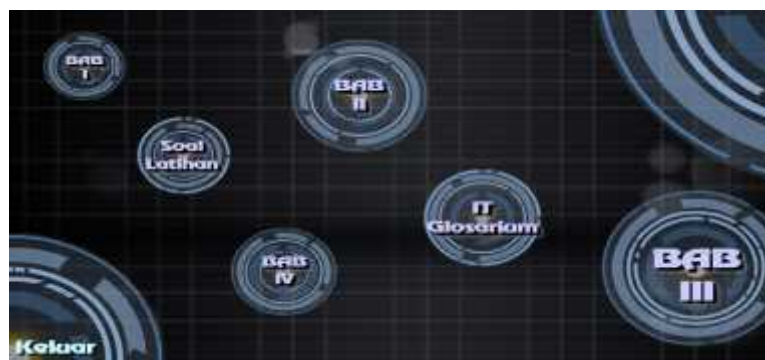 BAB
I
BAB
II
Soal
Latihan
IT
Glosarium
BAB
III
BAB
IV
Keluar